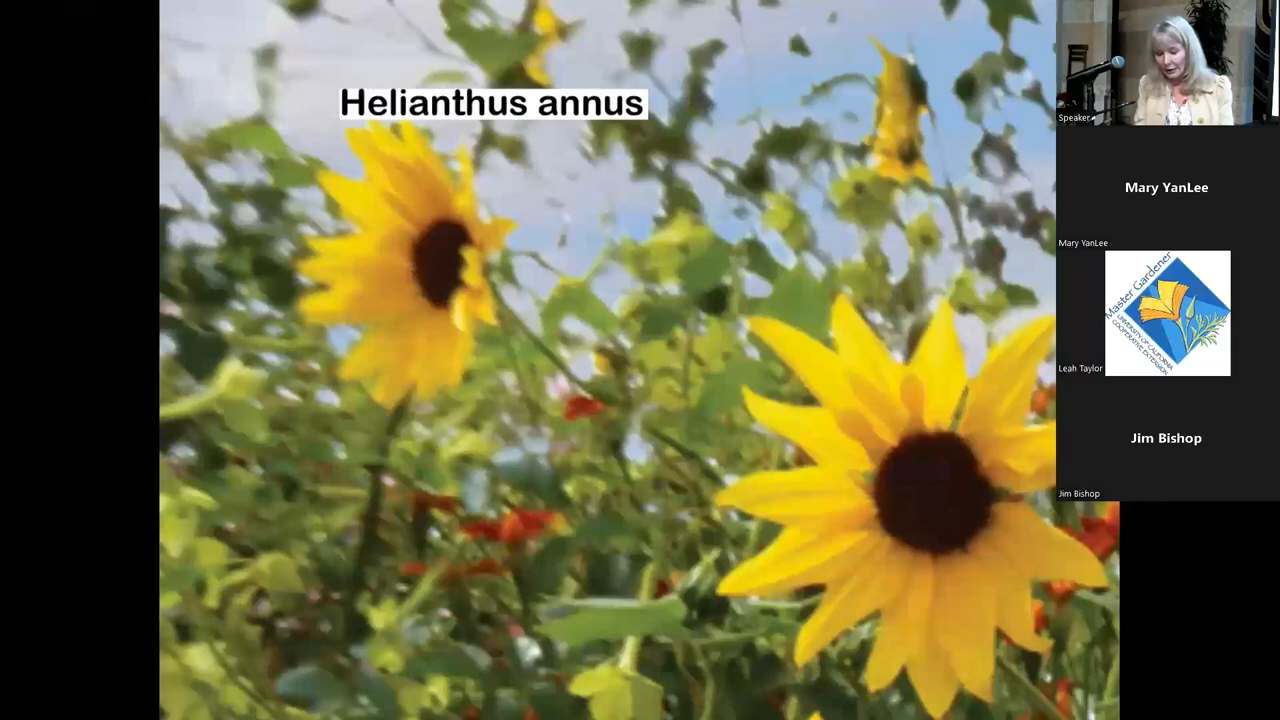 Helianthus annus
Speaker
Mary YanLee
Mary YanLee
Master Gardener
UNIVERSITY OF CALIFORNIA
COOPERATIVE EXTENSION
Leah Taylor
Jim Bishop
Jim Bishop